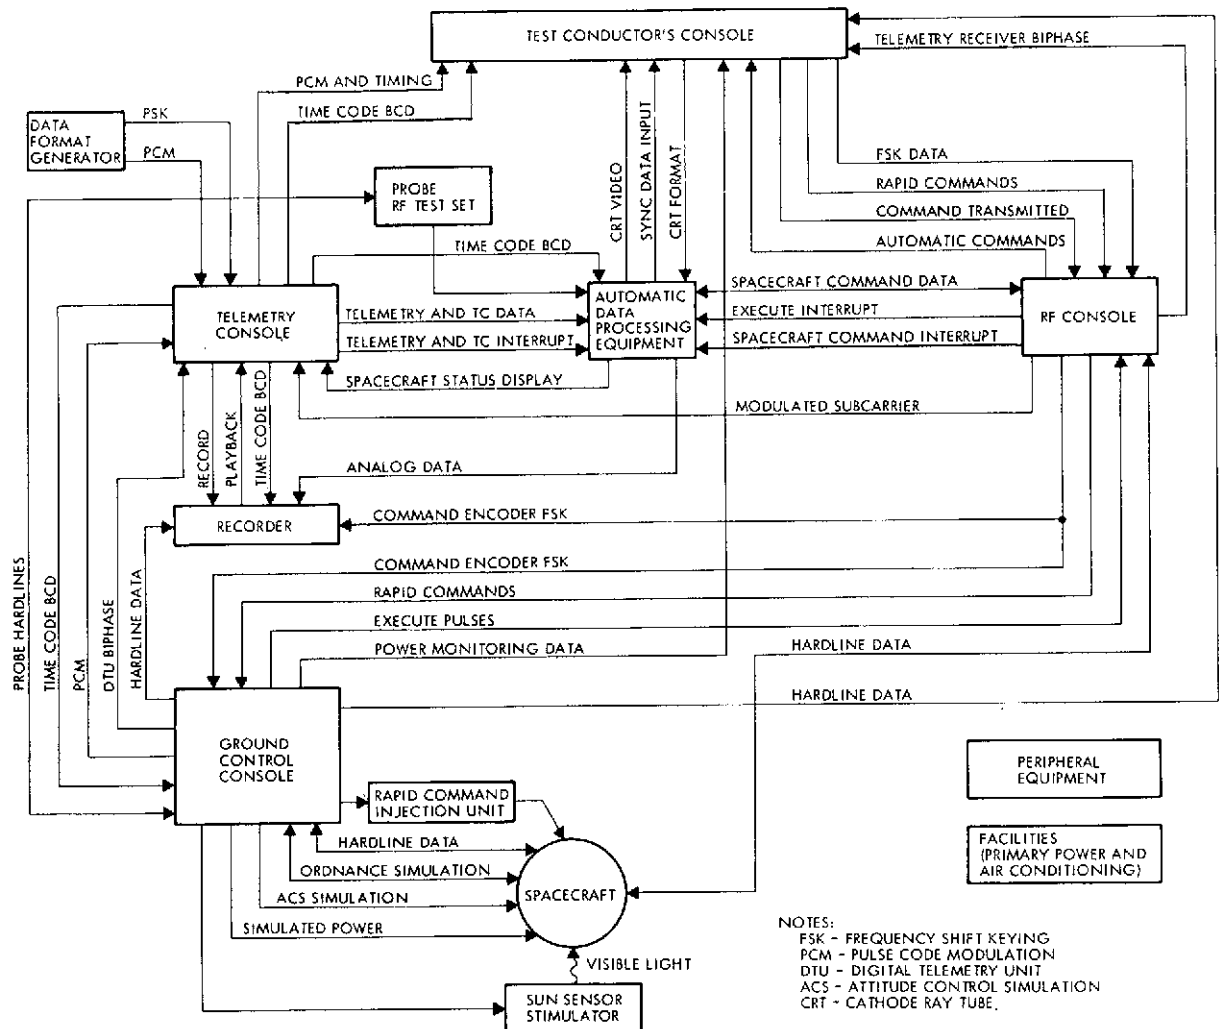 TEST CONDUCTOR'S CONSOLE
TELEMETRY RECEIVER BIPHASE
PCM AND TIMING
TIME CODE BCD
DATA
FORMAT
GENERATOR
PSK
PCM
PROBE
RF TEST SET
CRT VIDEO
SYNC DATA INPUT
CRT FORMAT
FSK DATA
RAPID COMMANDS
COMMAND TRANSMITTED
AUTOMATIC COMMANDS
TIME CODE BCD
TELEMETRY
CONSOLE
TELEMETRY AND TC DATA
TELEMETRY AND TC INTERRUPT
SPACECRAFT STATUS DISPLAY
AUTOMATIC
DATA
PROCESSING
EQUIPMENT
SPACECRAFT COMMAND DATA
EXECUTE INTERRUPT
SPACECRAFT COMMAND INTERRUPT
RF CONSOLE
MODULATED SUBCARRIER
RECORD
PLAYBACK
TIME CODE BCD
ANALOG DATA
RECORDER
COMMAND ENCODER FSK
COMMAND ENCODER FSK
RAPID COMMANDS
EXECUTE PULSES
POWER MONITORING DATA
HARDLINE DATA
HARDLINE DATA
PROBE HARDLINES
TIME CODE BCD
PCM
DTU BIPHASE
HARDLINE DATA
GROUND
CONTROL
CONSOLE
RAPID COMMAND
INJECTION UNIT
HARDLINE DATA
ORDNANCE SIMULATION
ACS SIMULATION
SIMULATED POWER
SPACECRAFT
VISIBLE LIGHT
SUN SENSOR
STIMULATOR
PERIPHERAL
EQUIPMENT
FACILITIES
(PRIMARY POWER AND
AIR CONDITIONING)
NOTES:
FSK - FREQUENCY SHIFT KEYING
PCM - PULSE CODE MODULATION
DTU - DIGITAL TELEMETRY UNIT
ACS - ATTITUDE CONTROL SIMULATION
CRT - CATHODE RAY TUBE.